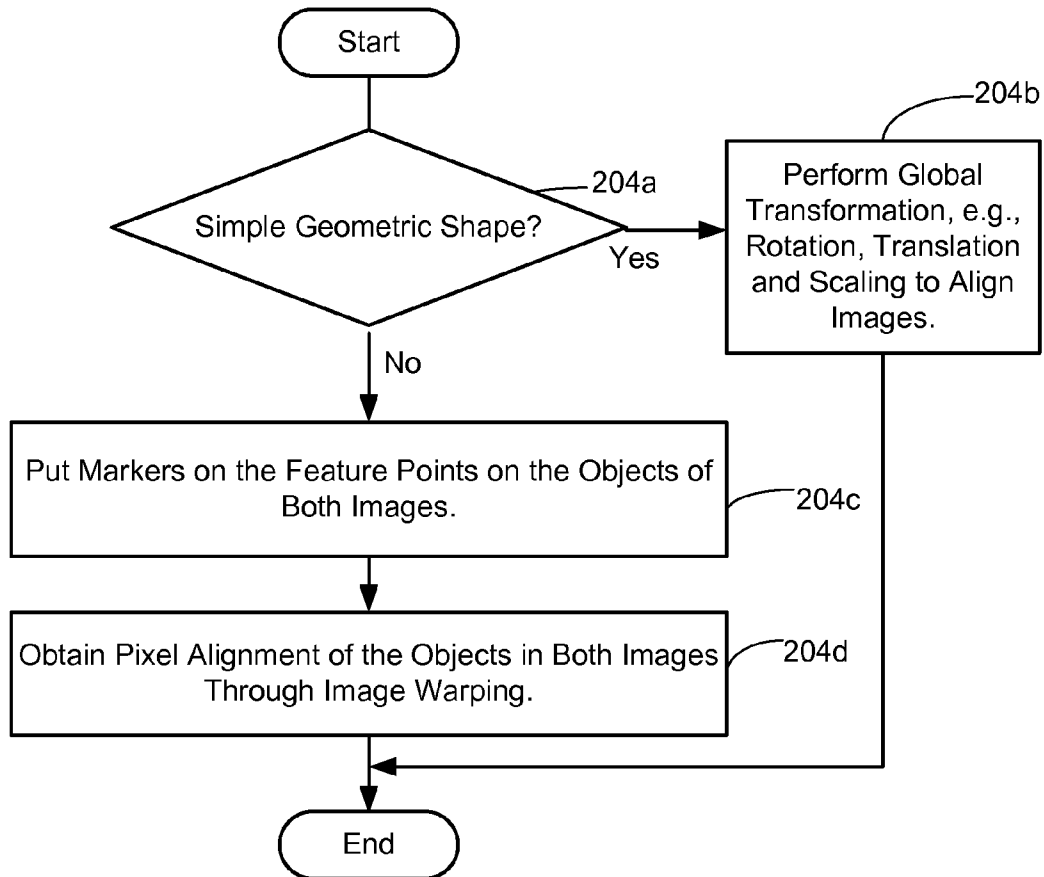 Start
204b
204a
Simple Geometric Shape?
Yes
Perform Global
Transformation, e.g.,
Rotation, Translation
and Scaling to Align
Images.
No
Put Markers on the Feature Points on the Objects of
Both Images.
204c
Obtain Pixel Alignment of the Objects in Both Images
Through Image Warping.
204d
End